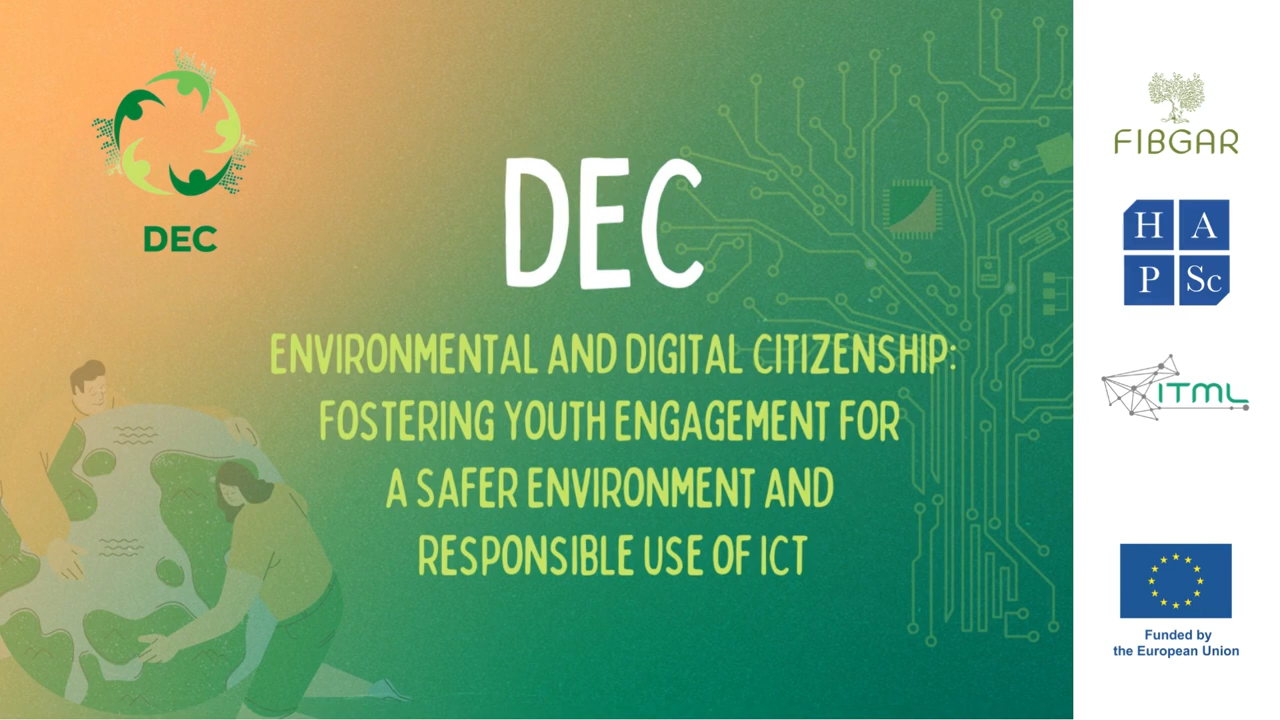 DEC
DEC
ENVIRONMENTAL AND DIGITAL CITIZENSHIP:
FOSTERING YOUTH ENGAGEMENT FOR
A SAFER ENVIRONMENT AND
RESPONSIBLE USE OF ICT
FIBGAR
H A
P Sc
ITML
Funded by
the European Union